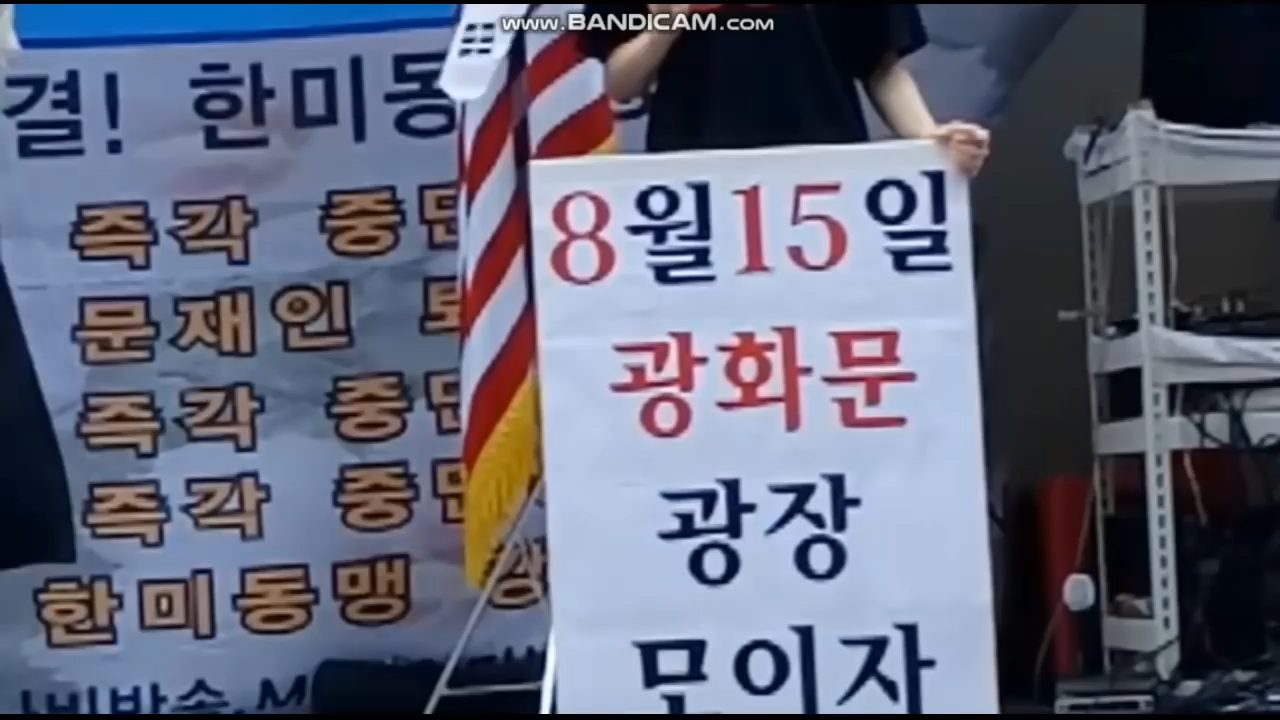 www.BANDICAM.com
결! 한미동
즉각 중단
문재인 퇴
즉각 중단
즉각 중단
한미동맹 강
8월15일
광화문
광장
모이자